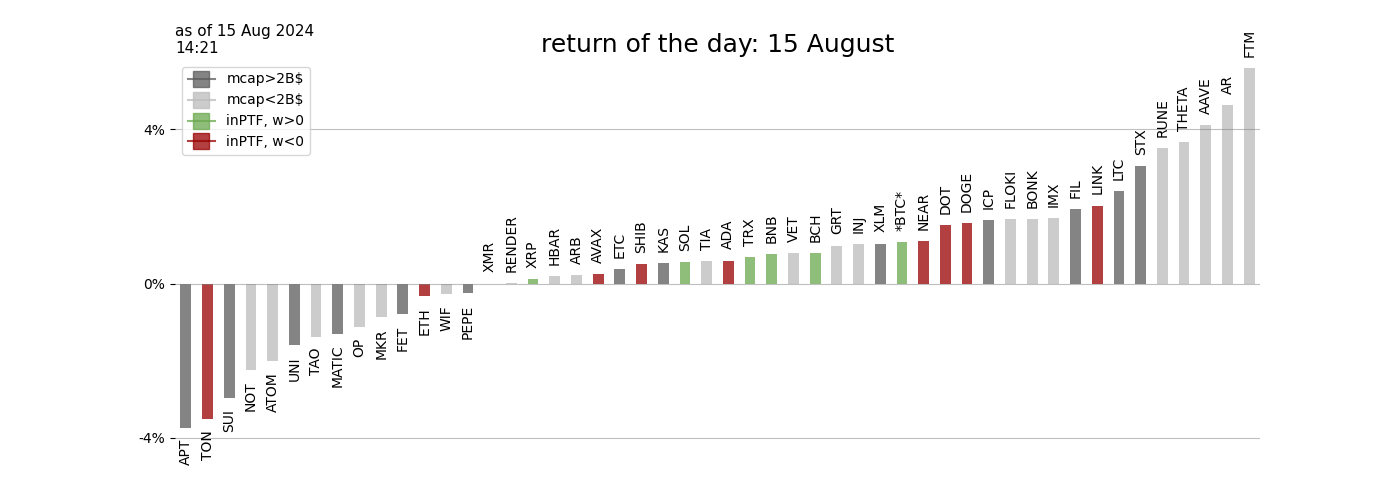 as of 15 Aug 2024
14:21
return of the day: 15 August
mcap>2B$
mcap<2B$
inPTF, w>0
inPTF, w<0
4%
0%
-4%
APT
TON
SUI
NOT
ATOM
UNI
TAO
MATIC
OP
MKR
FET
ETH
WIF
PEPE
XMR
RENDER
XRP
HBAR
ARB
AVAX
ETC
SHIB
KAS
SOL
TIA
ADA
TRX
BNB
VET
BCH
GRT
INJ
XLM
*BTC*
NEAR
DOT
DOGE
ICP
FLOKI
BONK
IMX
FIL
LINK
LTC
STX
RUNE
THETA
AAVE
AR
FTM